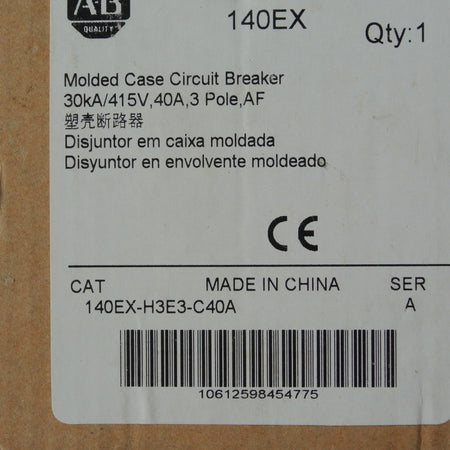 AB
QUALITY
140EX
Qty:1
Molded Case Circuit Breaker
30kA/415V,40A,3 Pole,AF
塑壳断路器
Disjuntor em caixa moldada
Disyuntor en envolvente moldeado
CE
CAT MADE IN CHINA SER
140EX-H3E3-C40A A
10612598454775